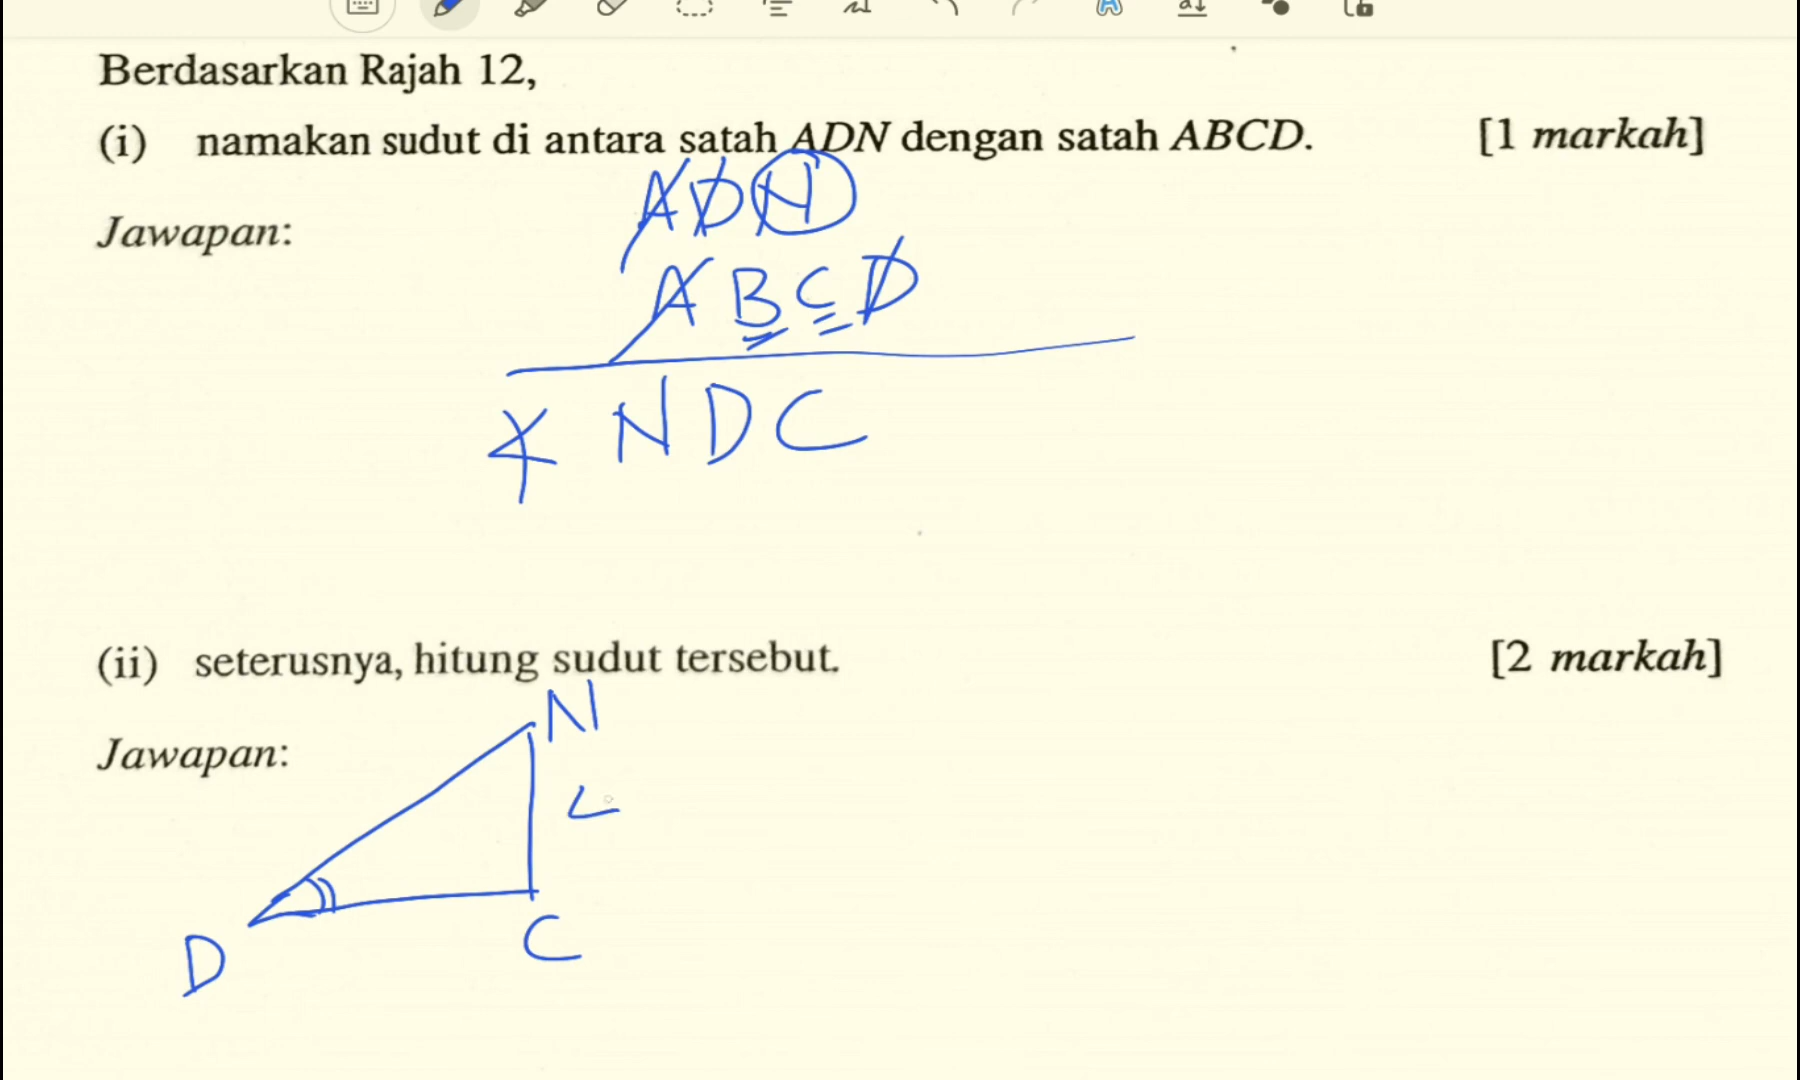 Berdasarkan Rajah 12,
(i) namakan sudut di antara satah ADN dengan satah ABCD. [1 markah]
Jawapan:
ADN
ABCD
NDC
(ii) seterusnya, hitung sudut tersebut. [2 markah]
Jawapan:
N
D
C